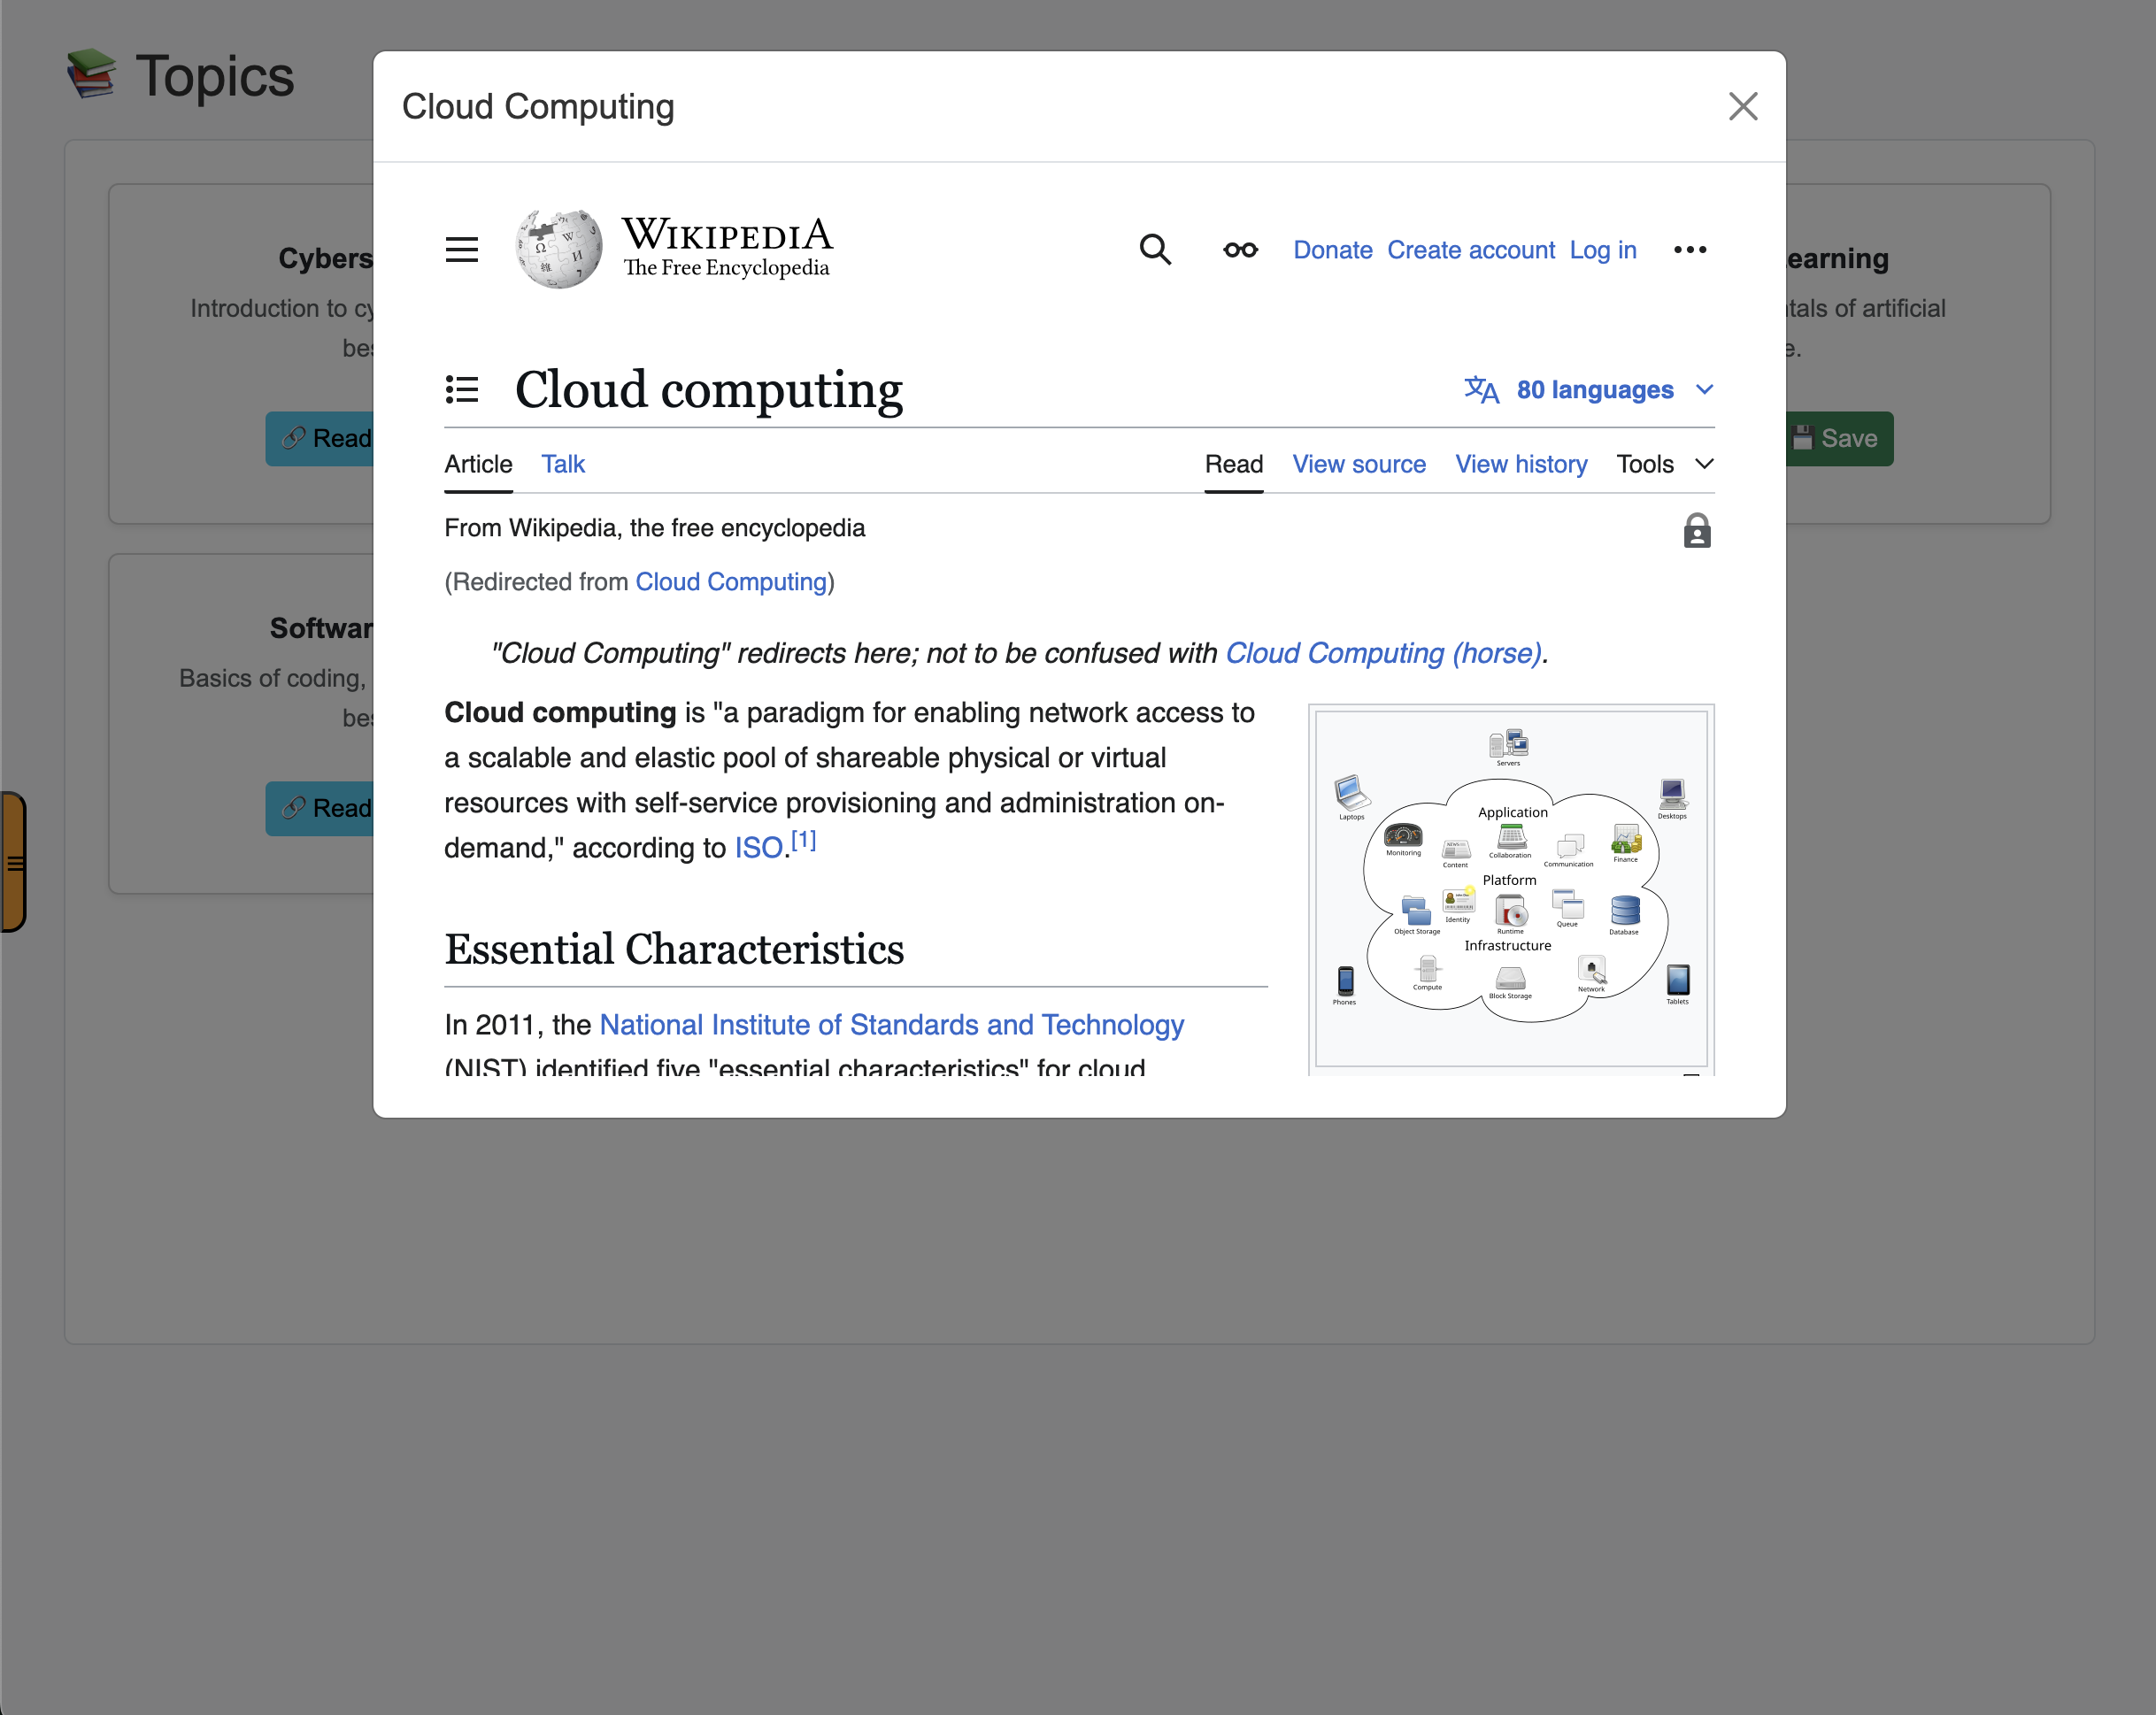 📚 Topics
Cloud Computing
WIKIPEDIA
The Free Encyclopedia
Donate Create account Log in
Cloud computing
80 languages
Article Talk Read View source View history Tools
From Wikipedia, the free encyclopedia
(Redirected from Cloud Computing)
"Cloud Computing" redirects here; not to be confused with Cloud Computing (horse).
Cloud computing is "a paradigm for enabling network access to
a scalable and elastic pool of shareable physical or virtual
resources with self-service provisioning and administration on-
demand," according to ISO.[1]
Essential Characteristics
In 2011, the National Institute of Standards and Technology
(NIST) identified five "essential characteristics" for cloud
Servers
Laptops
Desktops
Application
Monitoring
Content
Collaboration
Communication
Finance
Platform
Object Storage
Identity
Runtime
Queue
Database
Infrastructure
Compute
Block Storage
Network
Phones
Tablets
Cybers
Introduction to cy
bes
🔗 Read
earning
tals of artificial
e.
💾 Save
Softwar
Basics of coding,
bes
🔗 Read